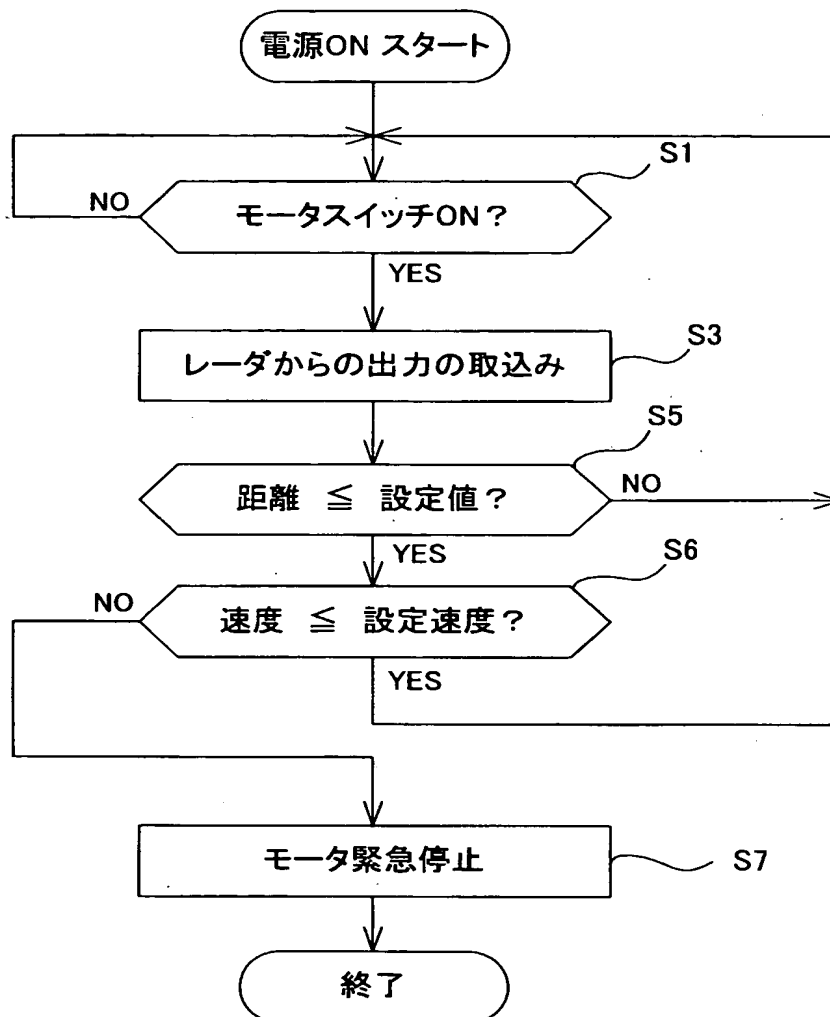 電源ON スタート
S1
NO
モータスイッチON？
YES
S3
レーダからの出力の取込み
S5
距離 ≦ 設定値？
NO
YES
S6
NO
速度 ≦ 設定速度？
YES
モータ緊急停止
S7
終了